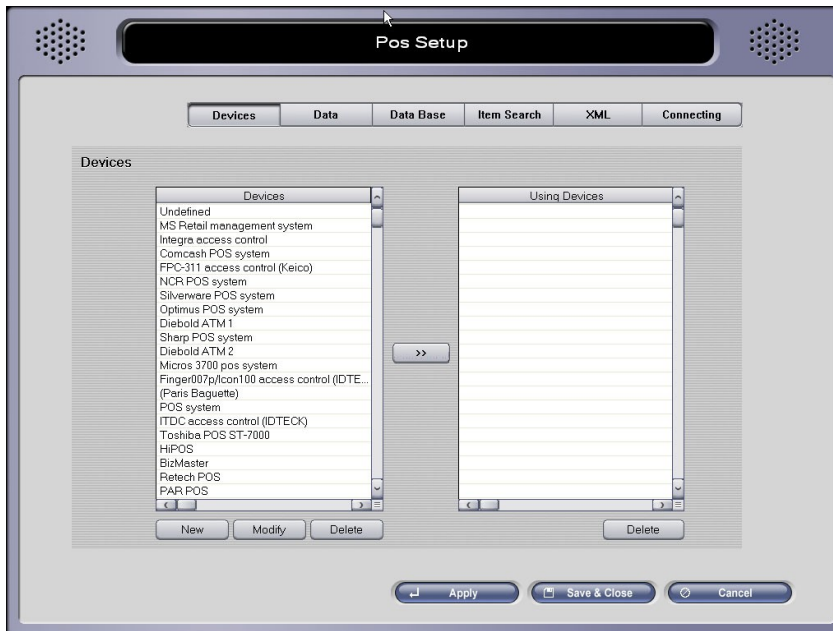 Pos Setup
Devices
Data
Data Base
Item Search
XML
Connecting
Devices
Devices
Undefined
MS Retail management system
Integra access control
Comcash POS system
FPC-311 access control (Keico)
NCR POS system
Silverware POS system
Optimus POS system
Diebold ATM 1
Sharp POS system
Diebold ATM 2
Micros 3700 pos system
Finger007p/Icon100 access control (IDTE...
(Paris Baguette)
POS system
ITDC access control (IDTECK)
Toshiba POS ST-7000
HiPOS
BizMaster
Retech POS
PAR POS
>>
Using Devices
New
Modify
Delete
Delete
Apply
Save & Close
Cancel